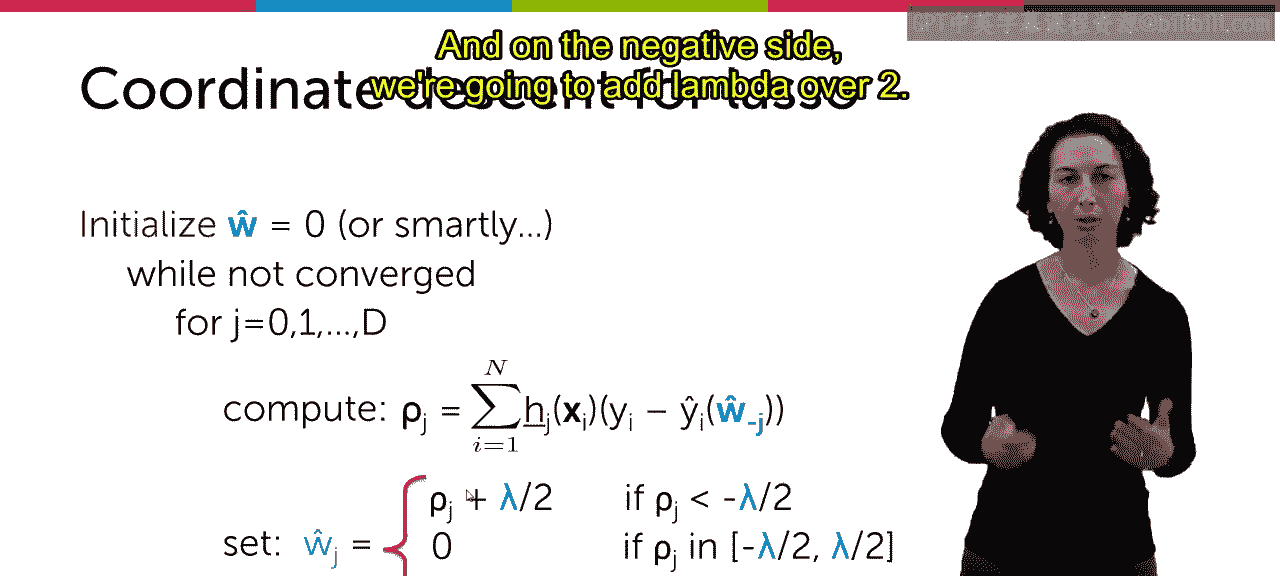 And on the negative side,
we're going to add lambda over 2.
Coordinate descent for lasso
Initialize ŵ = 0 (or smartly...)
while not converged
for j=0,1,...,D
compute: ρj = ∑ᵢ₌₁ᴺ hj(xi)(yi – ŷi(ŵ-j))
ρj + λ/2 if ρj < -λ/2
set: ŵj = { 0 if ρj in [-λ/2, λ/2]